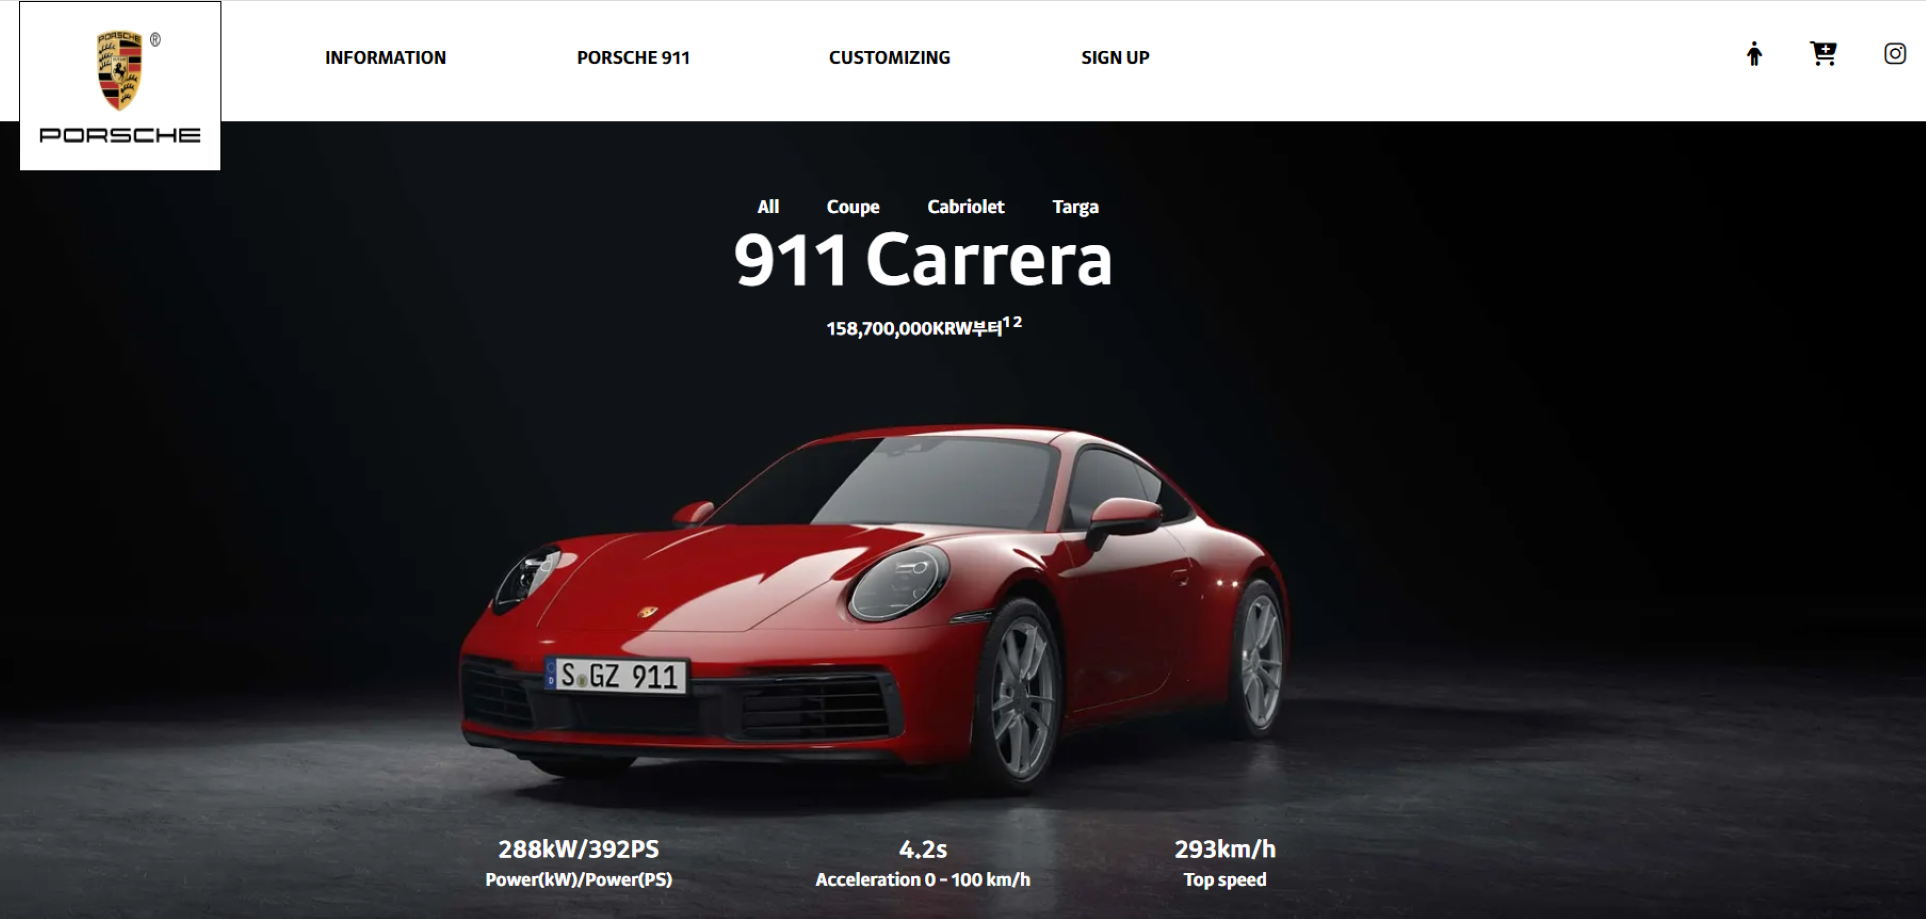 PORSCHE
®
PORSCHE
INFORMATION
PORSCHE 911
CUSTOMIZING
SIGN UP
All
Coupe
Cabriolet
Targa
911 Carrera
158,700,000KRW부터1 2
S GZ 911
D
288kW/392PS
Power(kW)/Power(PS)
4.2s
Acceleration 0 - 100 km/h
293km/h
Top speed